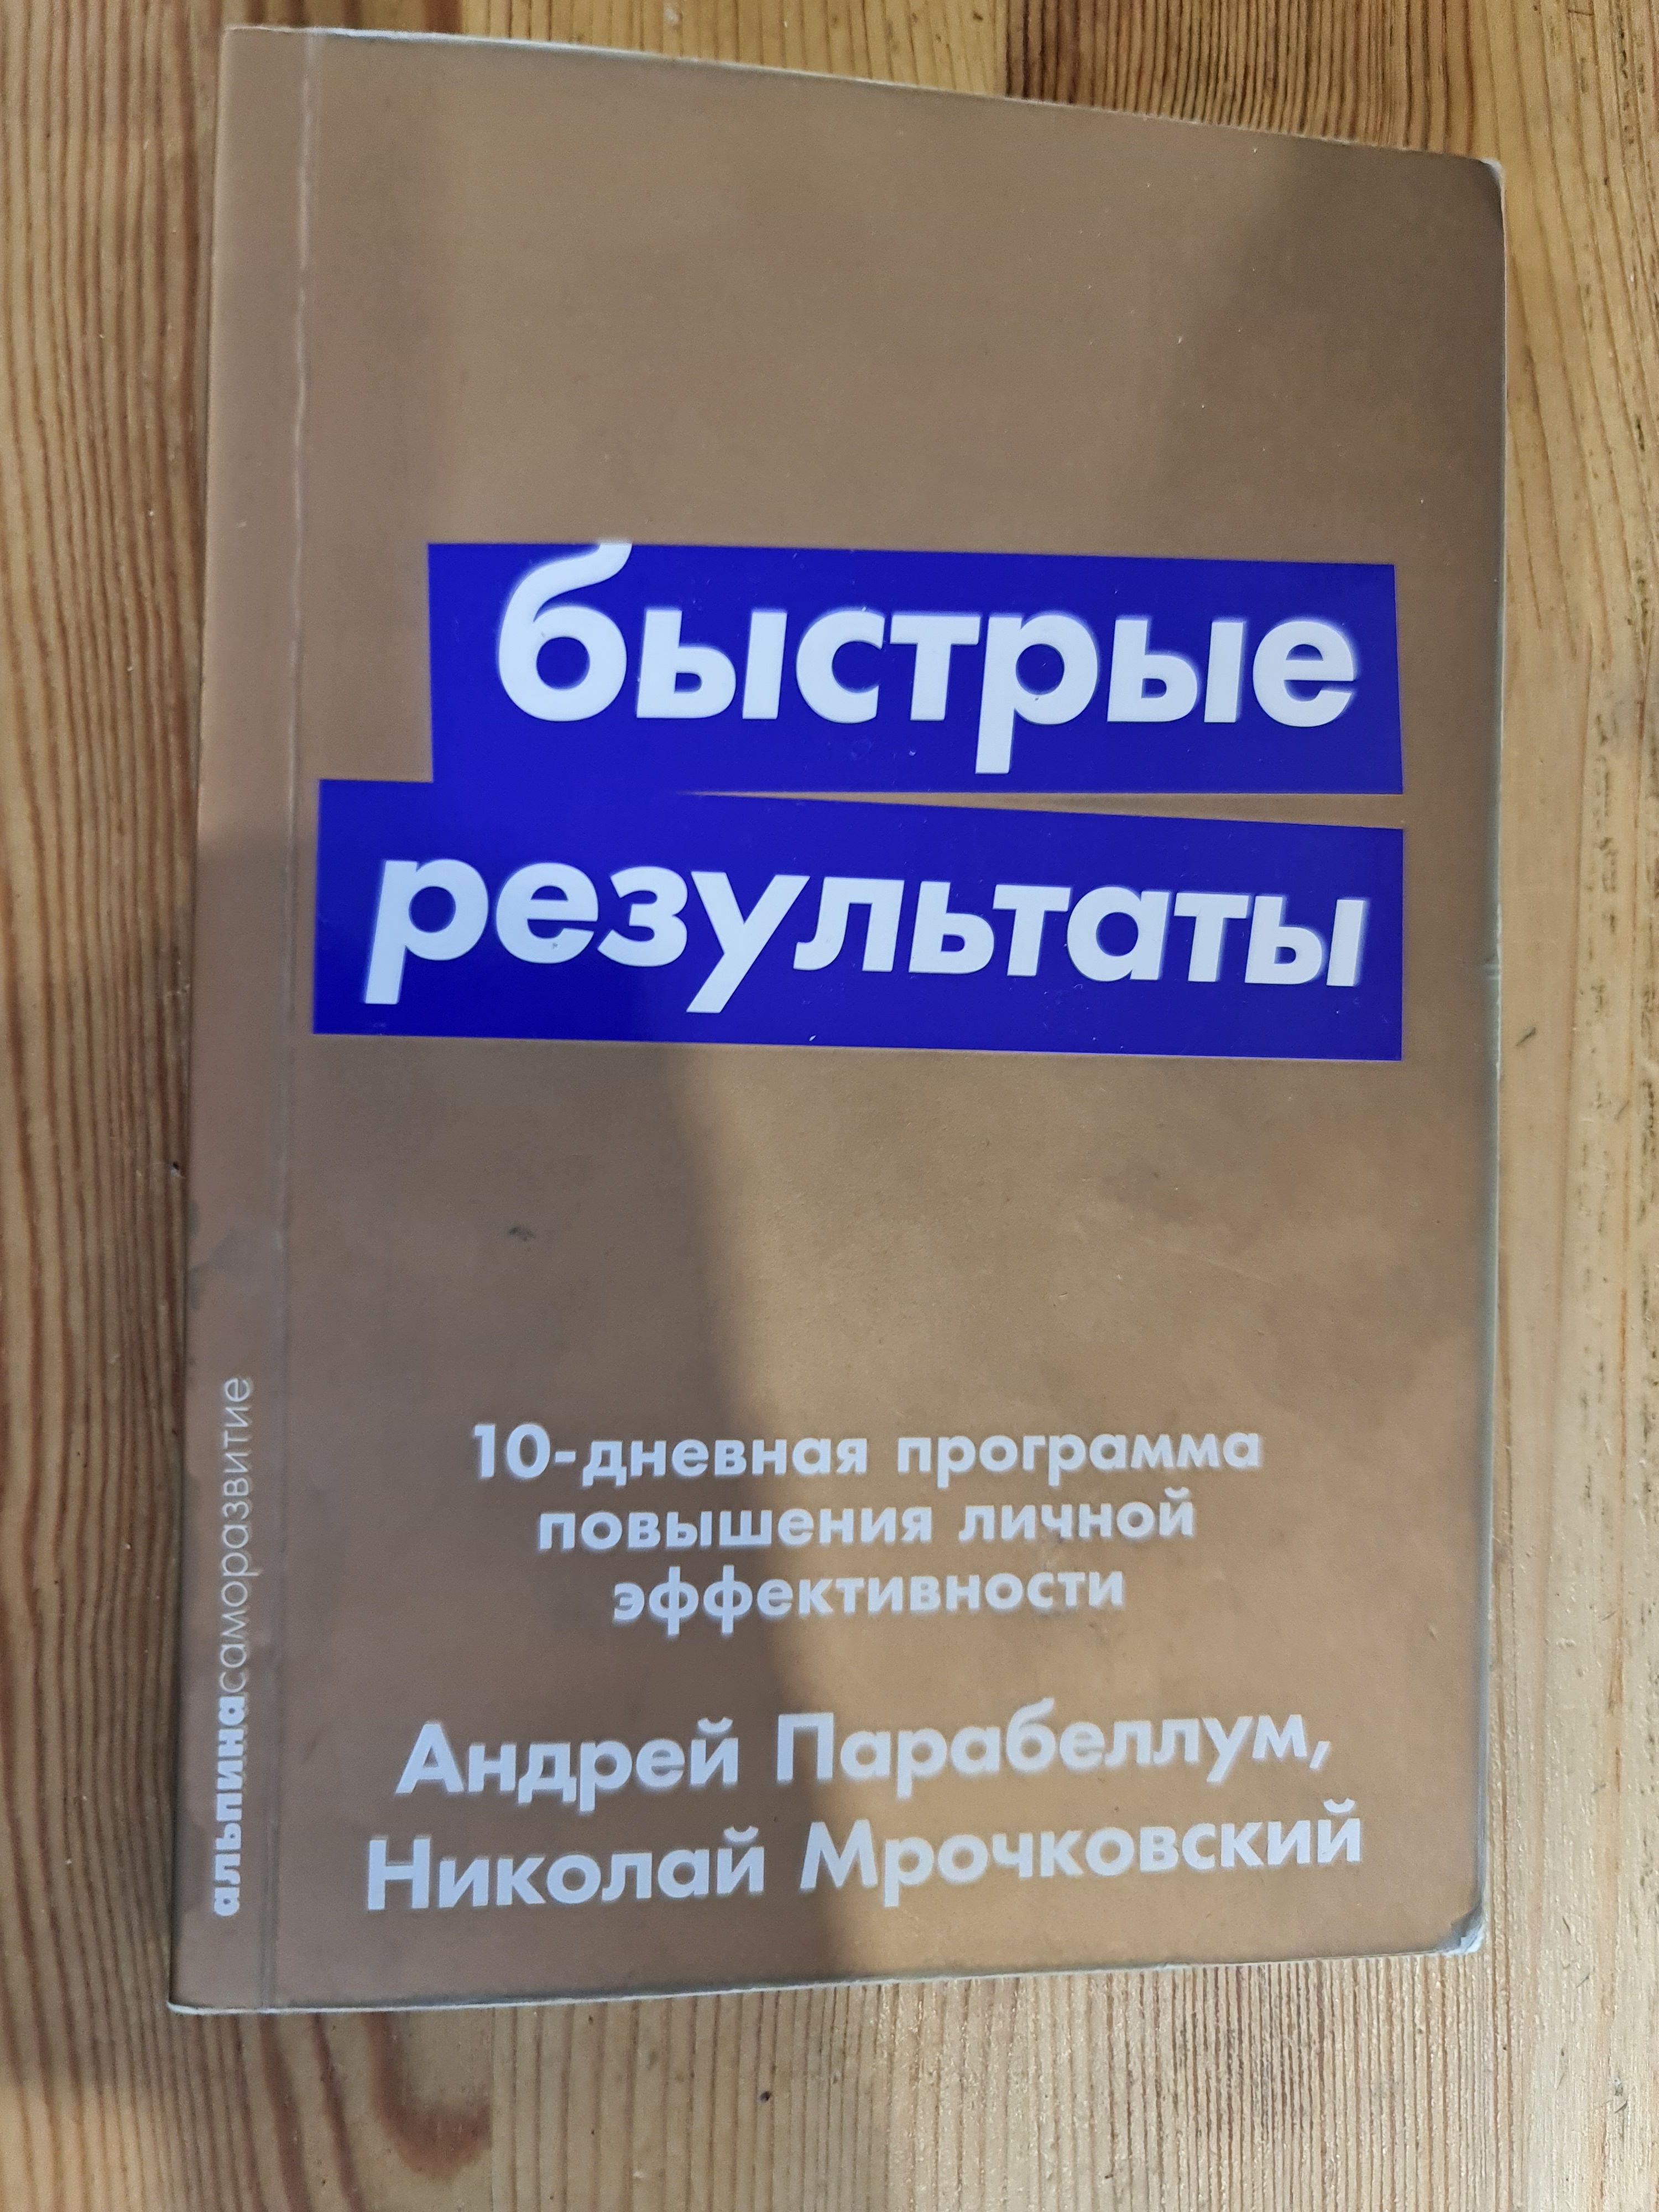 быстрые
результаты
10-дневная программа
повышения личной
эффективности
Андрей Парабеллум,
Николай Мрочковский
альпинасаморазвитие